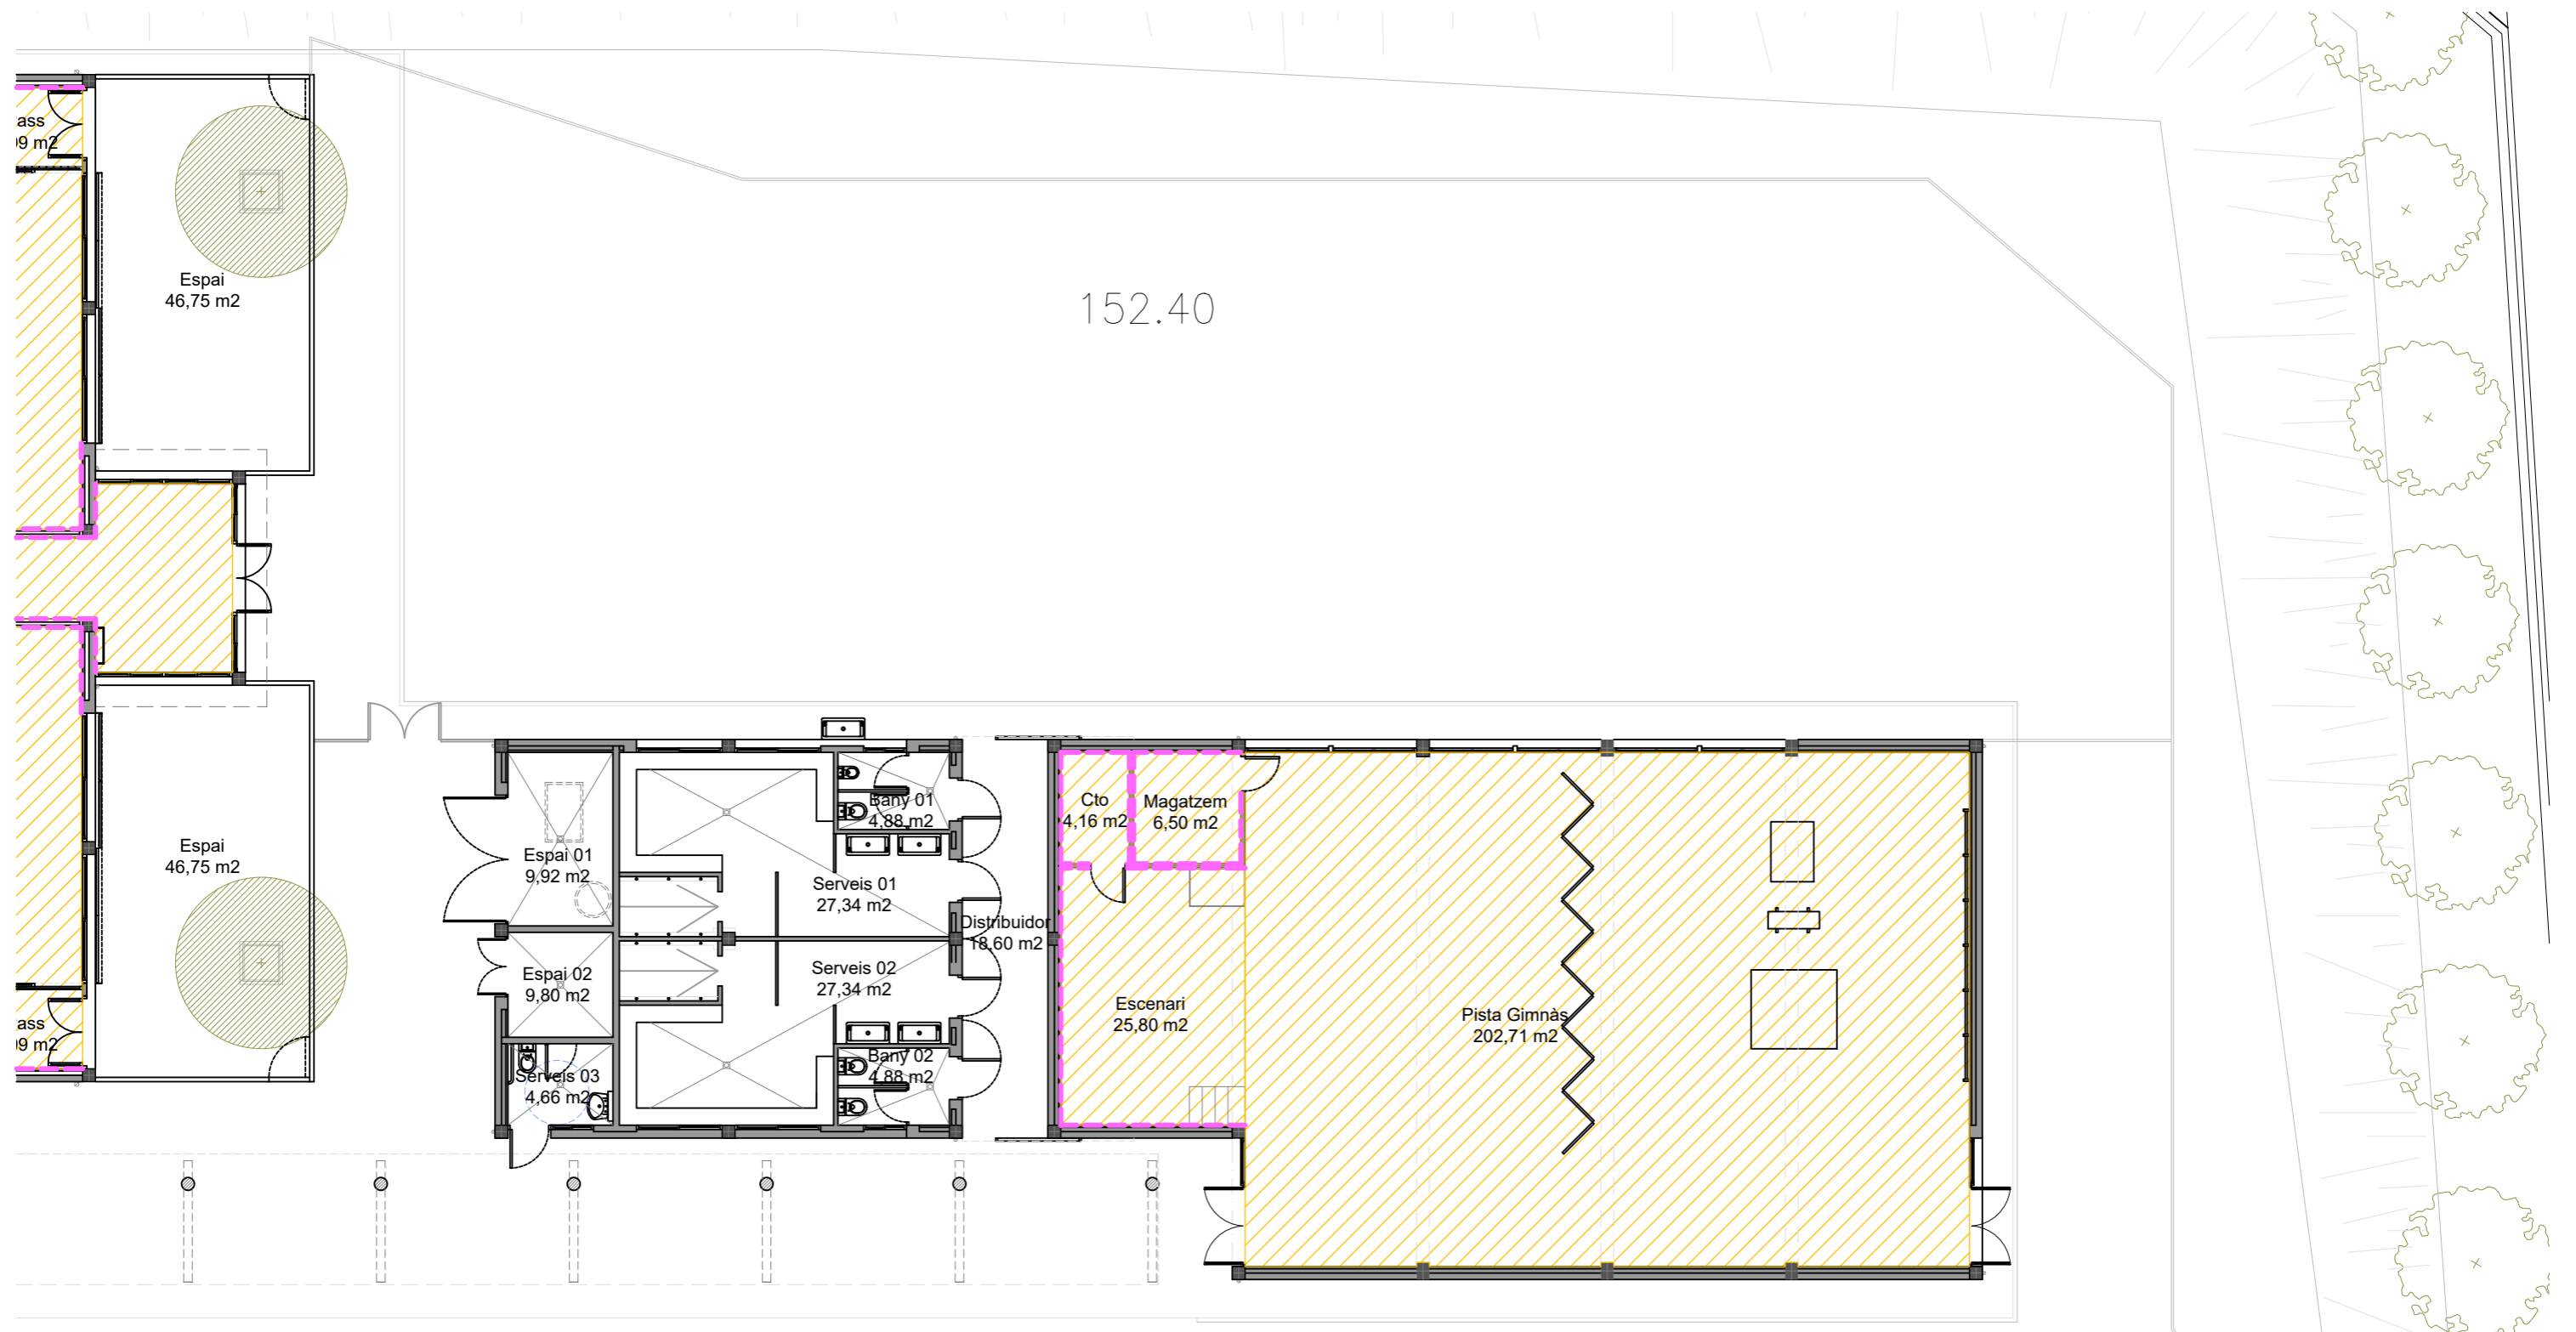 ass
09 m2
Espai
46,75 m2
152.40
Espai
46,75 m2
ass
09 m2
Espai 01
9,92 m2
Espai 02
9,80 m2
Serveis 03
4,66 m2
Bany 01
4,88 m2
Serveis 01
27,34 m2
Serveis 02
27,34 m2
Bany 02
4,88 m2
Distribuidor
18,60 m2
Cto
4,16 m2
Magatzem
6,50 m2
Escenari
25,80 m2
Pista Gimnàs
202,71 m2